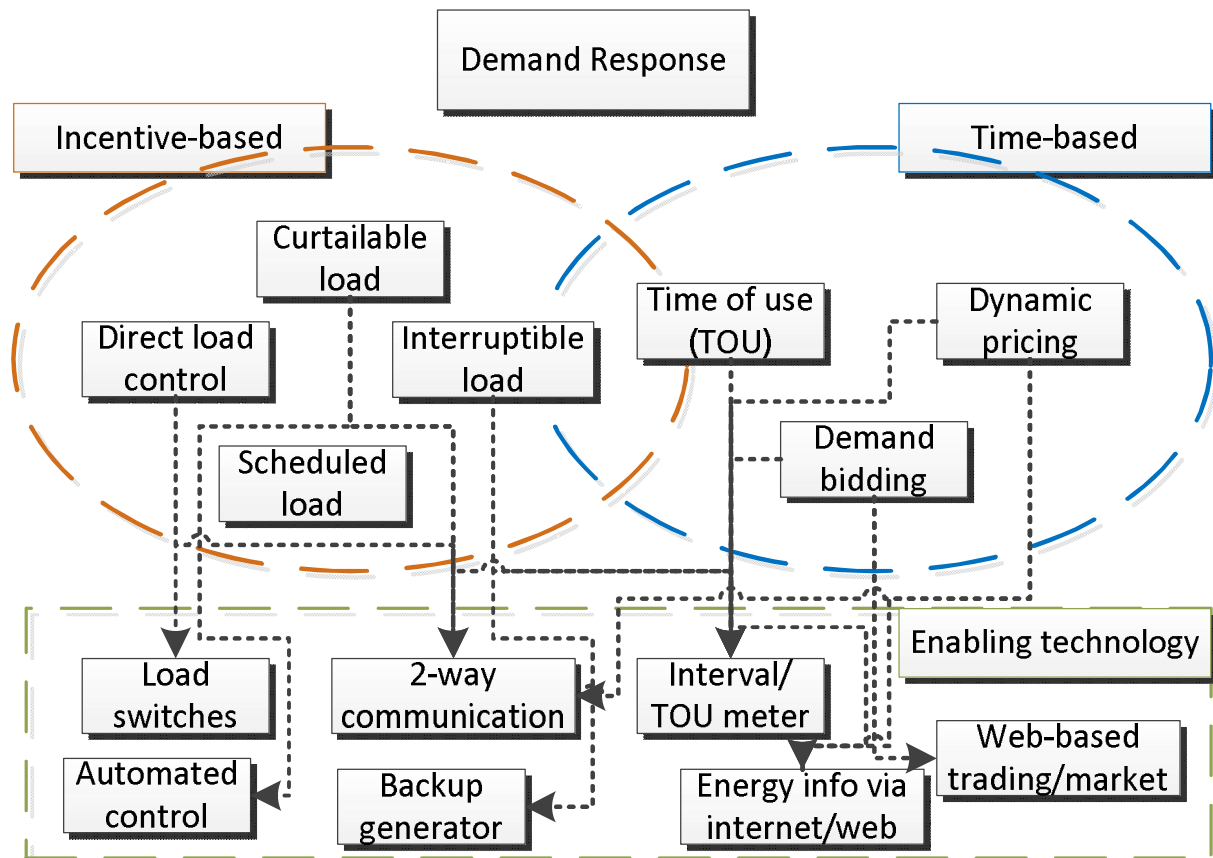 Demand Response
Incentive-based
Time-based
Curtailable
load
Time of use
(TOU)
Dynamic
pricing
Direct load
control
Interruptible
load
Demand
bidding
Scheduled
load
Enabling technology
Load
switches
2-way
communication
Interval/
TOU meter
Web-based
trading/market
Automated
control
Backup
generator
Energy info via
internet/web